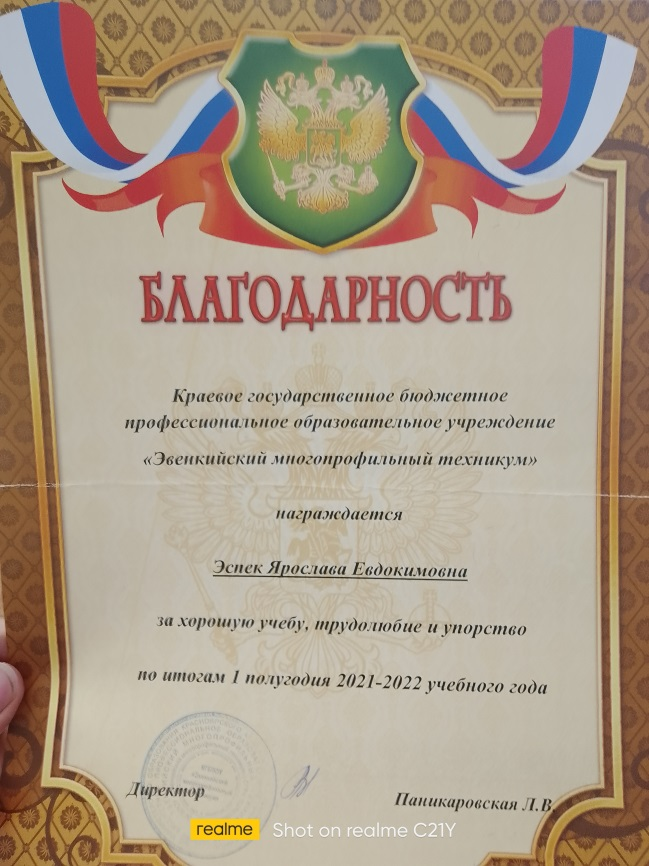 БЛАГОДАРНОСТЬ
Краевое государственное бюджетное
профессиональное образовательное учреждение
«Эвенкийский многопрофильный техникум»
награждается
Эспек Ярослава Евдокимовна
за хорошую учебу, трудолюбие и упорство
по итогам 1 полугодия 2021-2022 учебного года
Директор
Паникаровская Л.В.
realme Shot on realme C21Y